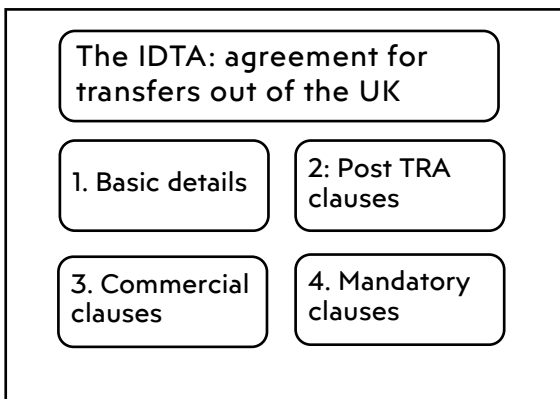 The IDTA: agreement for
transfers out of the UK
1. Basic details
2: Post TRA
clauses
3. Commercial
clauses
4. Mandatory
clauses